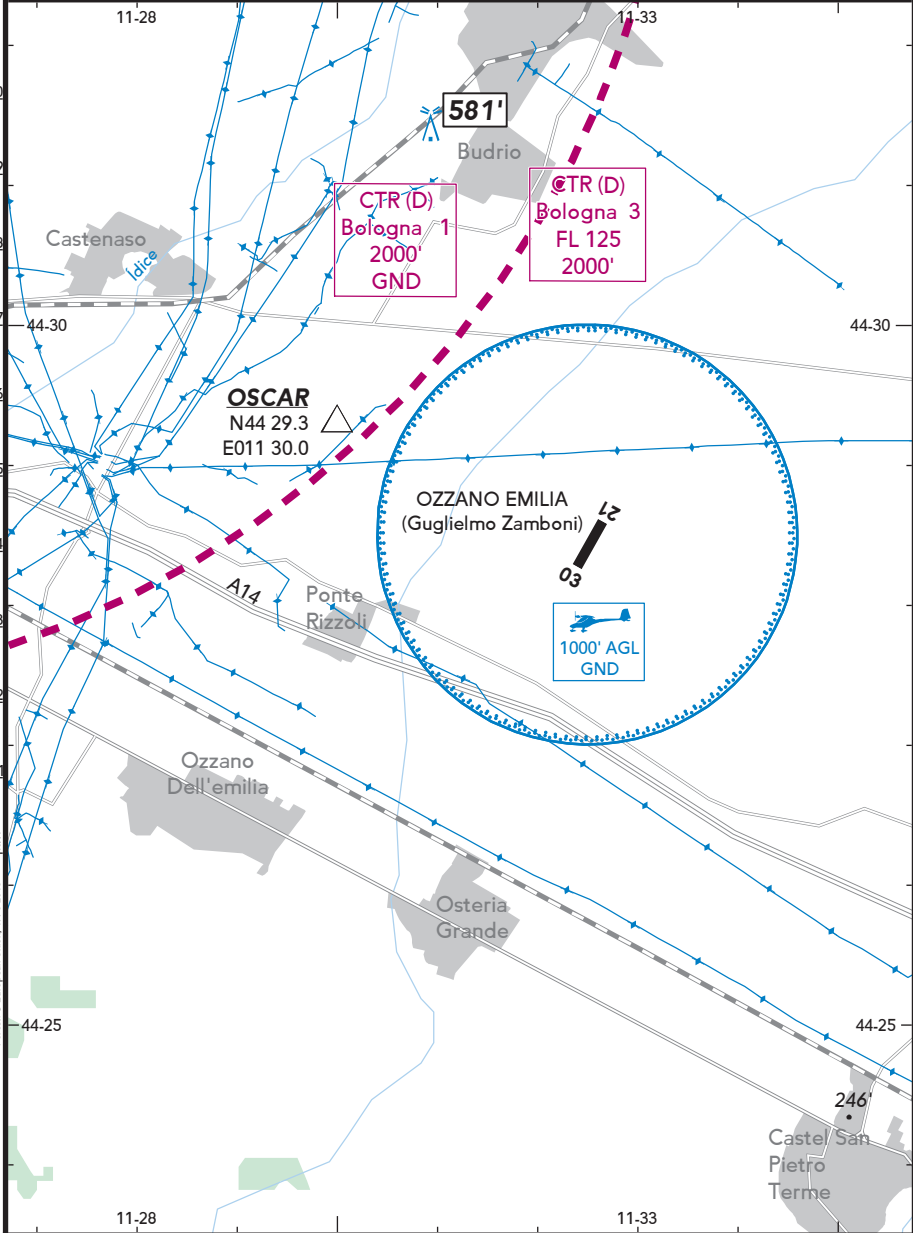 11-28
11-33
581'
Budrio
CTR (D)
Bologna 1
2000'
GND
CTR (D)
Bologna 3
FL 125
2000'
Castenaso
Ídice
44-30
44-30
OSCAR
N44 29.3
E011 30.0
OZZANO EMILIA
(Guglielmo Zamboni)
21
03
A14
Ponte
Rizzoli
1000' AGL
GND
Ozzano
Dell'emilia
Osteria
Grande
44-25
44-25
246'
Castel San
Pietro
Terme
11-28
11-33